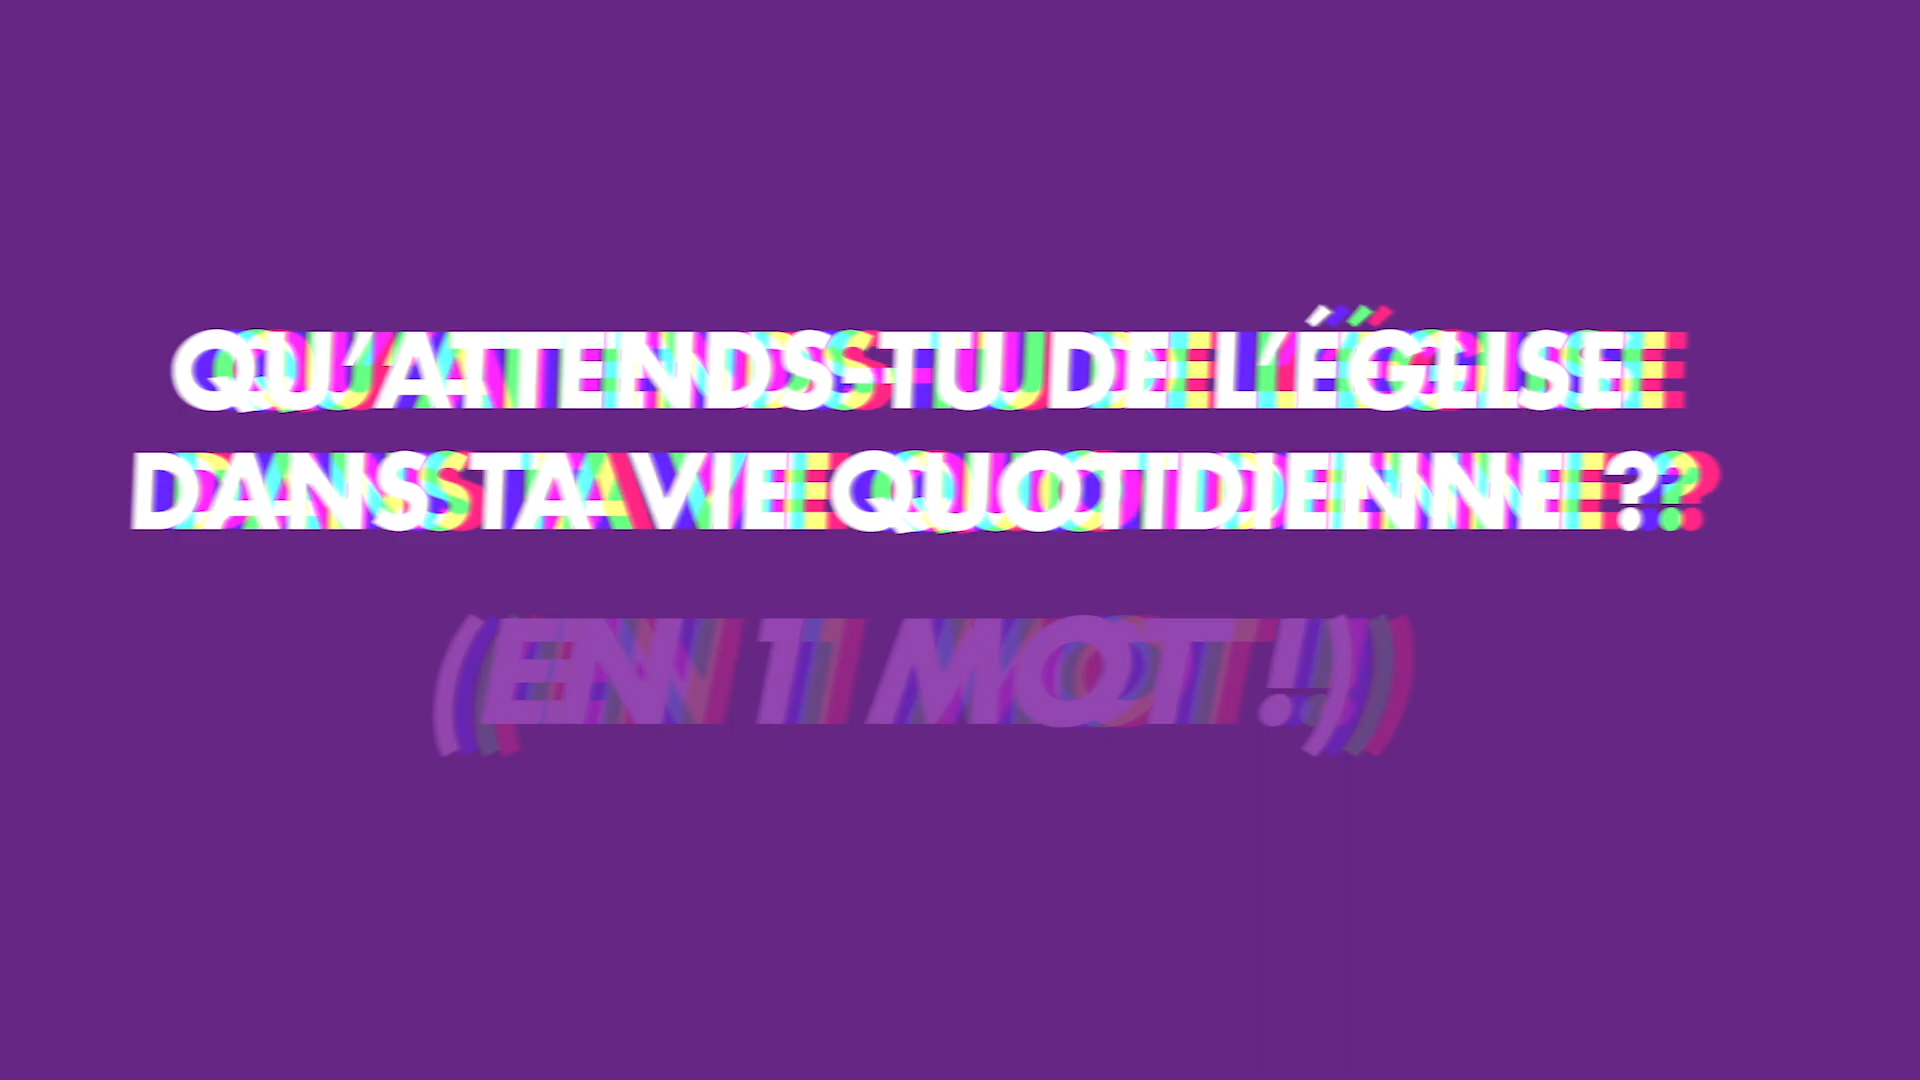 QU'ATTENDS-TU DE L'ÉGLISE
DANS TA VIE QUOTIDIENNE ?
(EN 1 MOT !)